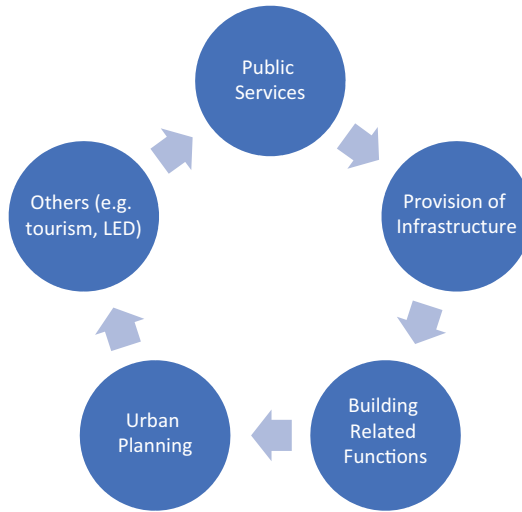 Public
Services
Provision of
Infrastructure
Building
Related
Functions
Urban
Planning
Others (e.g.
tourism, LED)